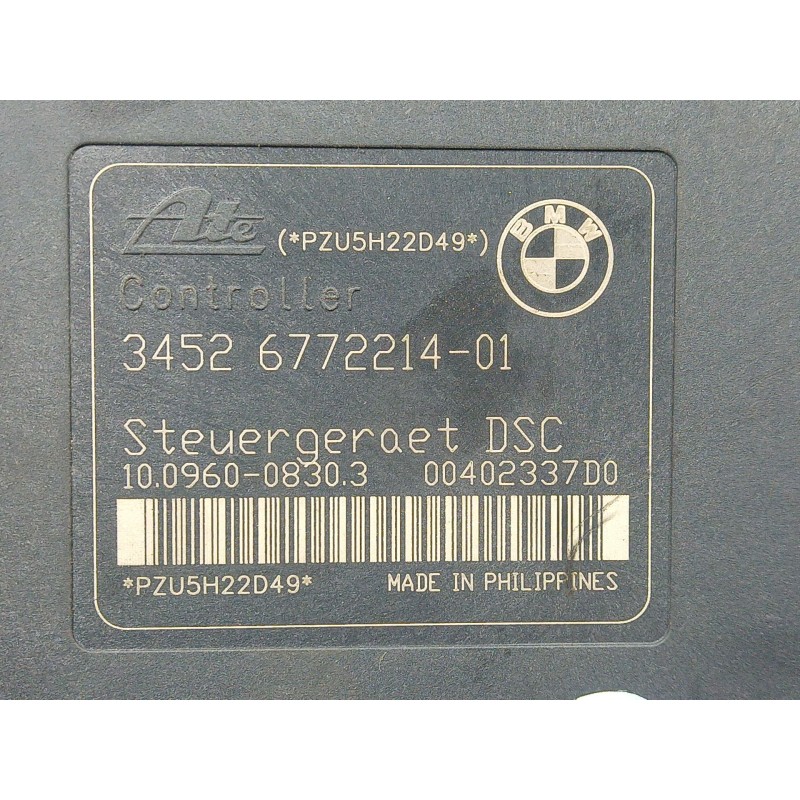 Ate (*PZU5H22D49*) BMW
Controller
3452 6772214-01
Steuergeraet DSC
10.0960-0830.3 00402337D0
*PZU5H22D49* MADE IN PHILIPPINES